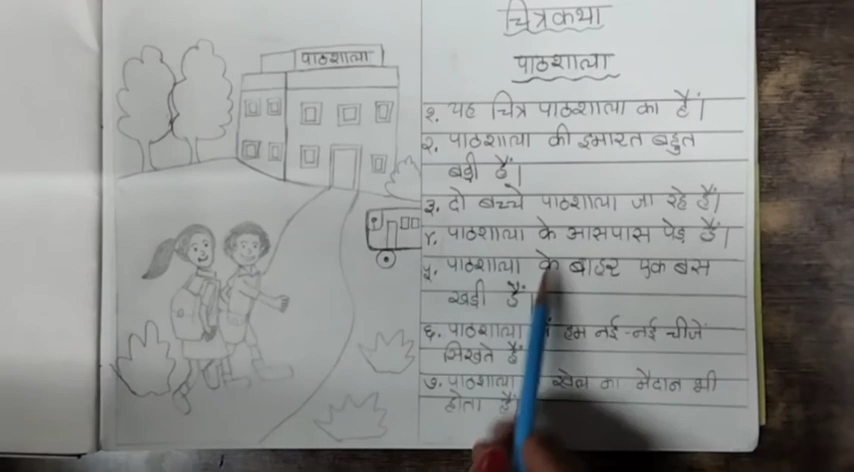 पाठशाला
चित्रकथा
पाठशाला
१. यह चित्र पाठशाला का हैं।
२. पाठशाला की इमारत बहुत
बड़ी हैं।
३. दो बच्चे पाठशाला जा रहे हैं।
४. पाठशाला के आसपास पेड़ हैं।
५. पाठशाला के बाहर एक बस
खड़ी हैं।
६. पाठशाला हम नई-नई चीजें
सिखते हैं
७. पाठशाला खेल का मैदान भी
होता हैं